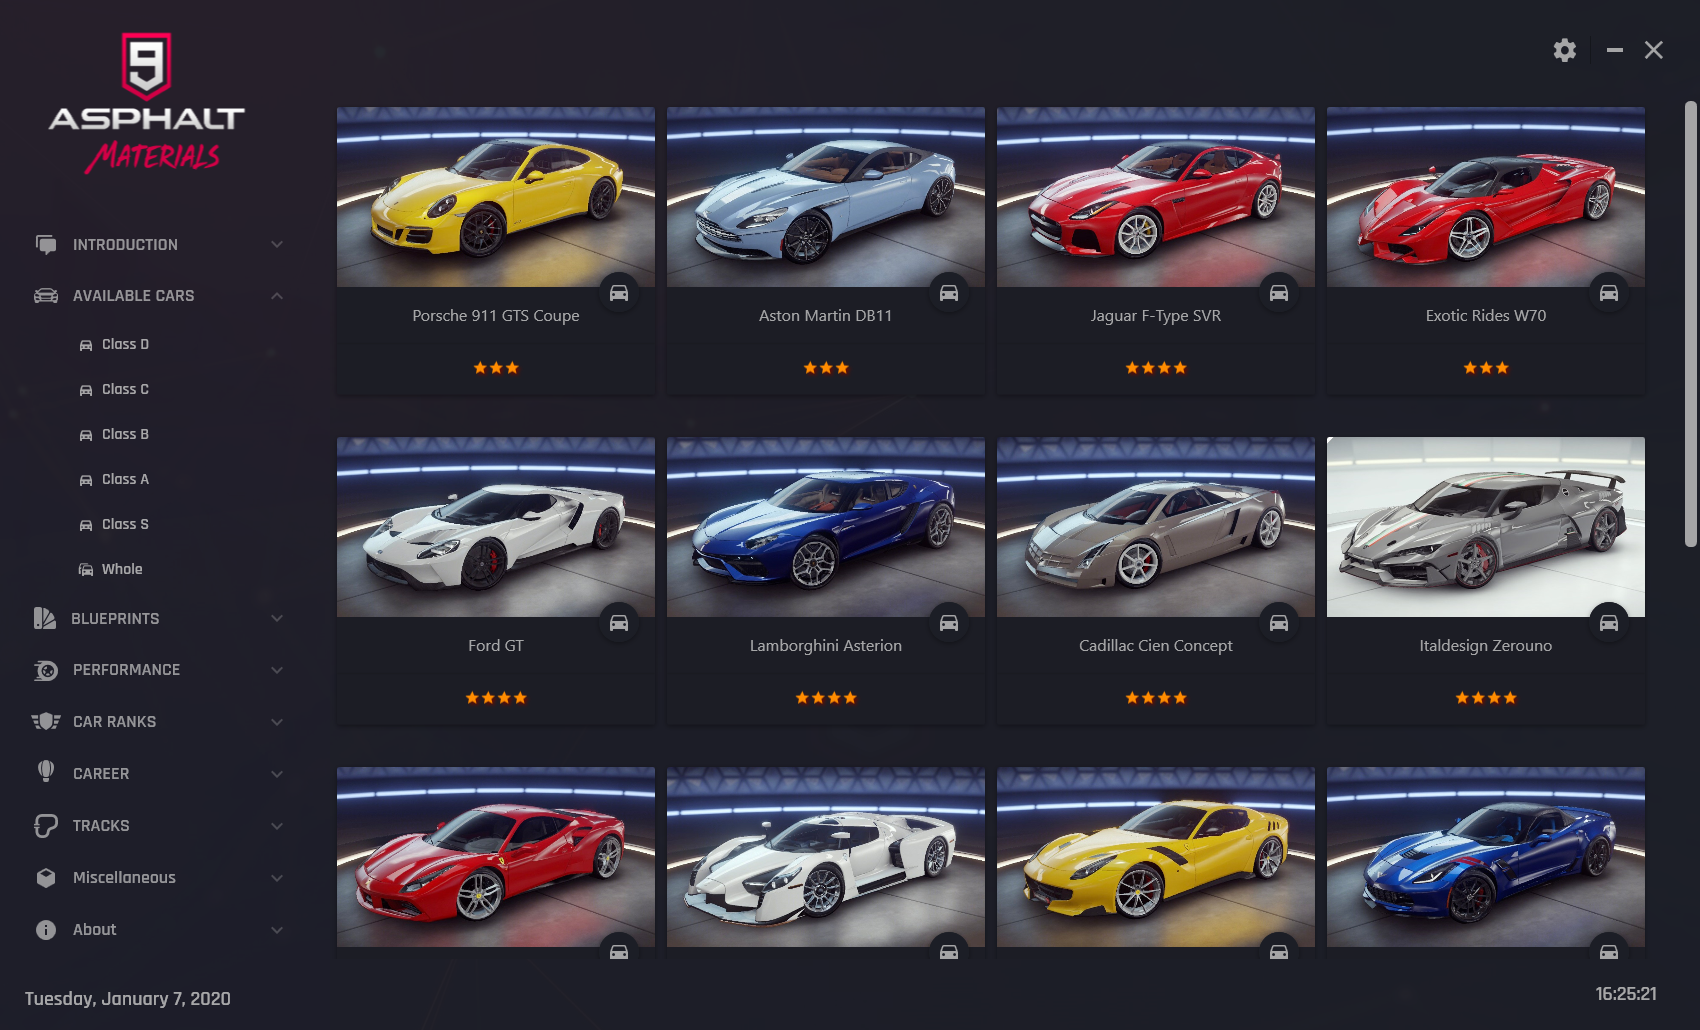 9
ASPHALT
MATERIALS
INTRODUCTION
AVAILABLE CARS
Class D
Class C
Class B
Class A
Class S
Whole
BLUEPRINTS
PERFORMANCE
CAR RANKS
CAREER
TRACKS
Miscellaneous
About
Tuesday, January 7, 2020
Porsche 911 GTS Coupe
Aston Martin DB11
Jaguar F-Type SVR
Exotic Rides W70
Ford GT
Lamborghini Asterion
Cadillac Cien Concept
Italdesign Zerouno
16:25:21